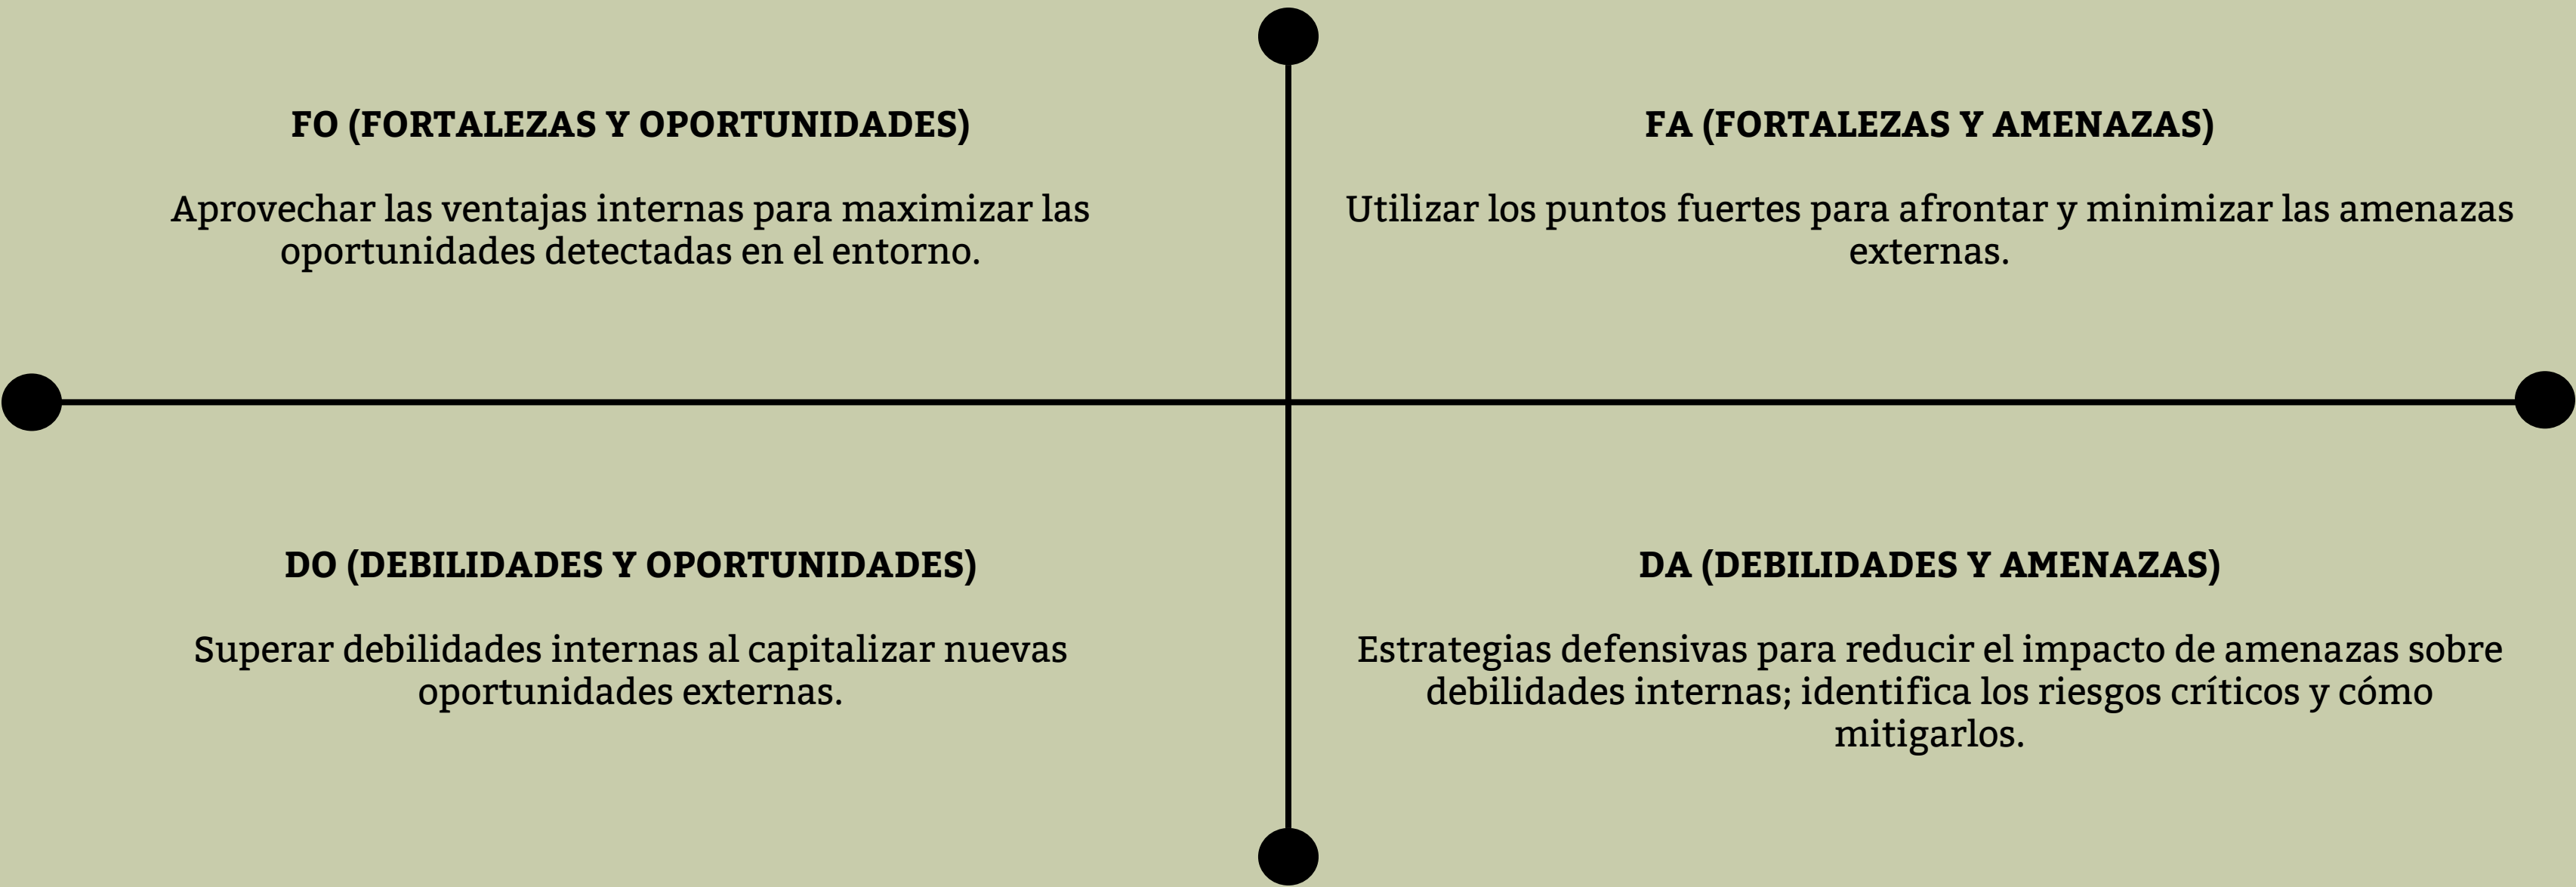 FO (FORTALEZAS Y OPORTUNIDADES)
Aprovechar las ventajas internas para maximizar las
oportunidades detectadas en el entorno.
FA (FORTALEZAS Y AMENAZAS)
Utilizar los puntos fuertes para afrontar y minimizar las amenazas
externas.
DO (DEBILIDADES Y OPORTUNIDADES)
Superar debilidades internas al capitalizar nuevas
oportunidades externas.
DA (DEBILIDADES Y AMENAZAS)
Estrategias defensivas para reducir el impacto de amenazas sobre
debilidades internas; identifica los riesgos críticos y cómo
mitigarlos.